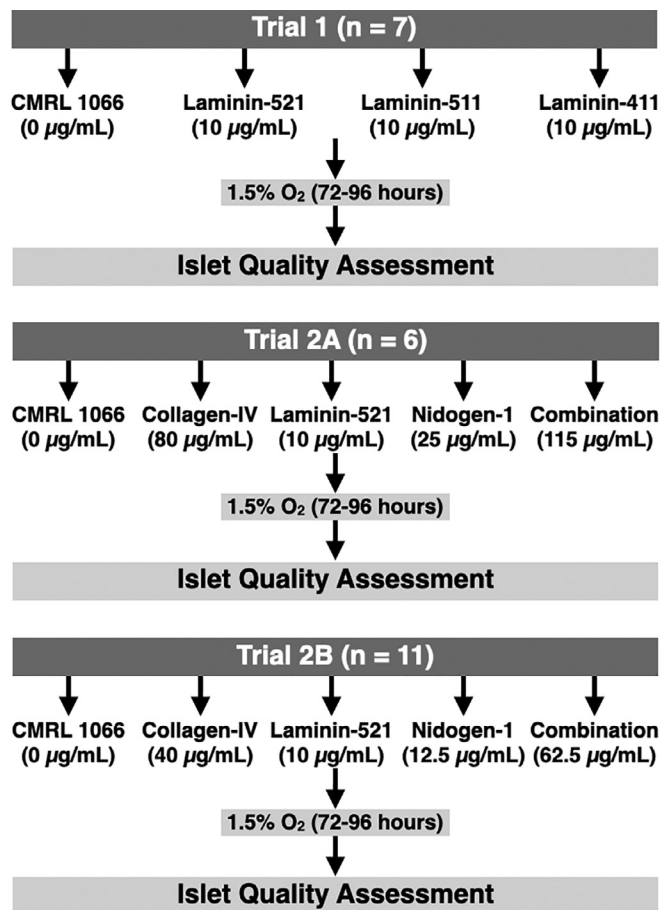 Trial 1 (n = 7)
CMRL 1066 Laminin-521 Laminin-511 Laminin-411
(0 µg/mL) (10 µg/mL) (10 µg/mL) (10 µg/mL)
1.5% O₂ (72-96 hours)
Islet Quality Assessment
Trial 2A (n = 6)
CMRL 1066 Collagen-IV Laminin-521 Nidogen-1 Combination
(0 µg/mL) (80 µg/mL) (10 µg/mL) (25 µg/mL) (115 µg/mL)
1.5% O₂ (72-96 hours)
Islet Quality Assessment
Trial 2B (n = 11)
CMRL 1066 Collagen-IV Laminin-521 Nidogen-1 Combination
(0 µg/mL) (40 µg/mL) (10 µg/mL) (12.5 µg/mL) (62.5 µg/mL)
1.5% O₂ (72-96 hours)
Islet Quality Assessment